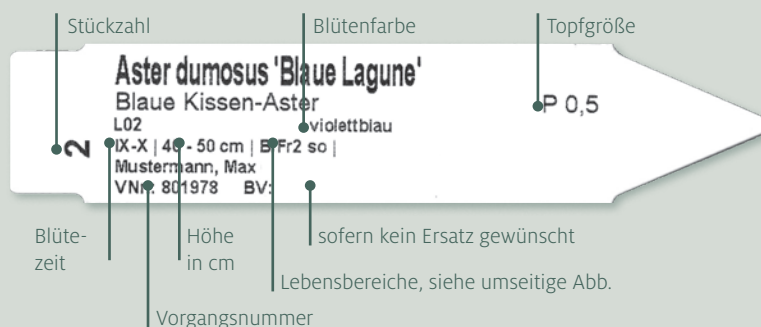 Stückzahl Blütenfarbe Topfgröße
Aster dumosus 'Blaue Lagune'
Blaue Kissen-Aster
P 0,5
L02 violettblau
2
IX-X | 40 - 50 cm | B Fr2 so |
Mustermann, Max
VNr. 801978 BV:
Blüte-
zeit
Höhe
in cm
sofern kein Ersatz gewünscht
Lebensbereiche, siehe umseitige Abb.
Vorgangsnummer